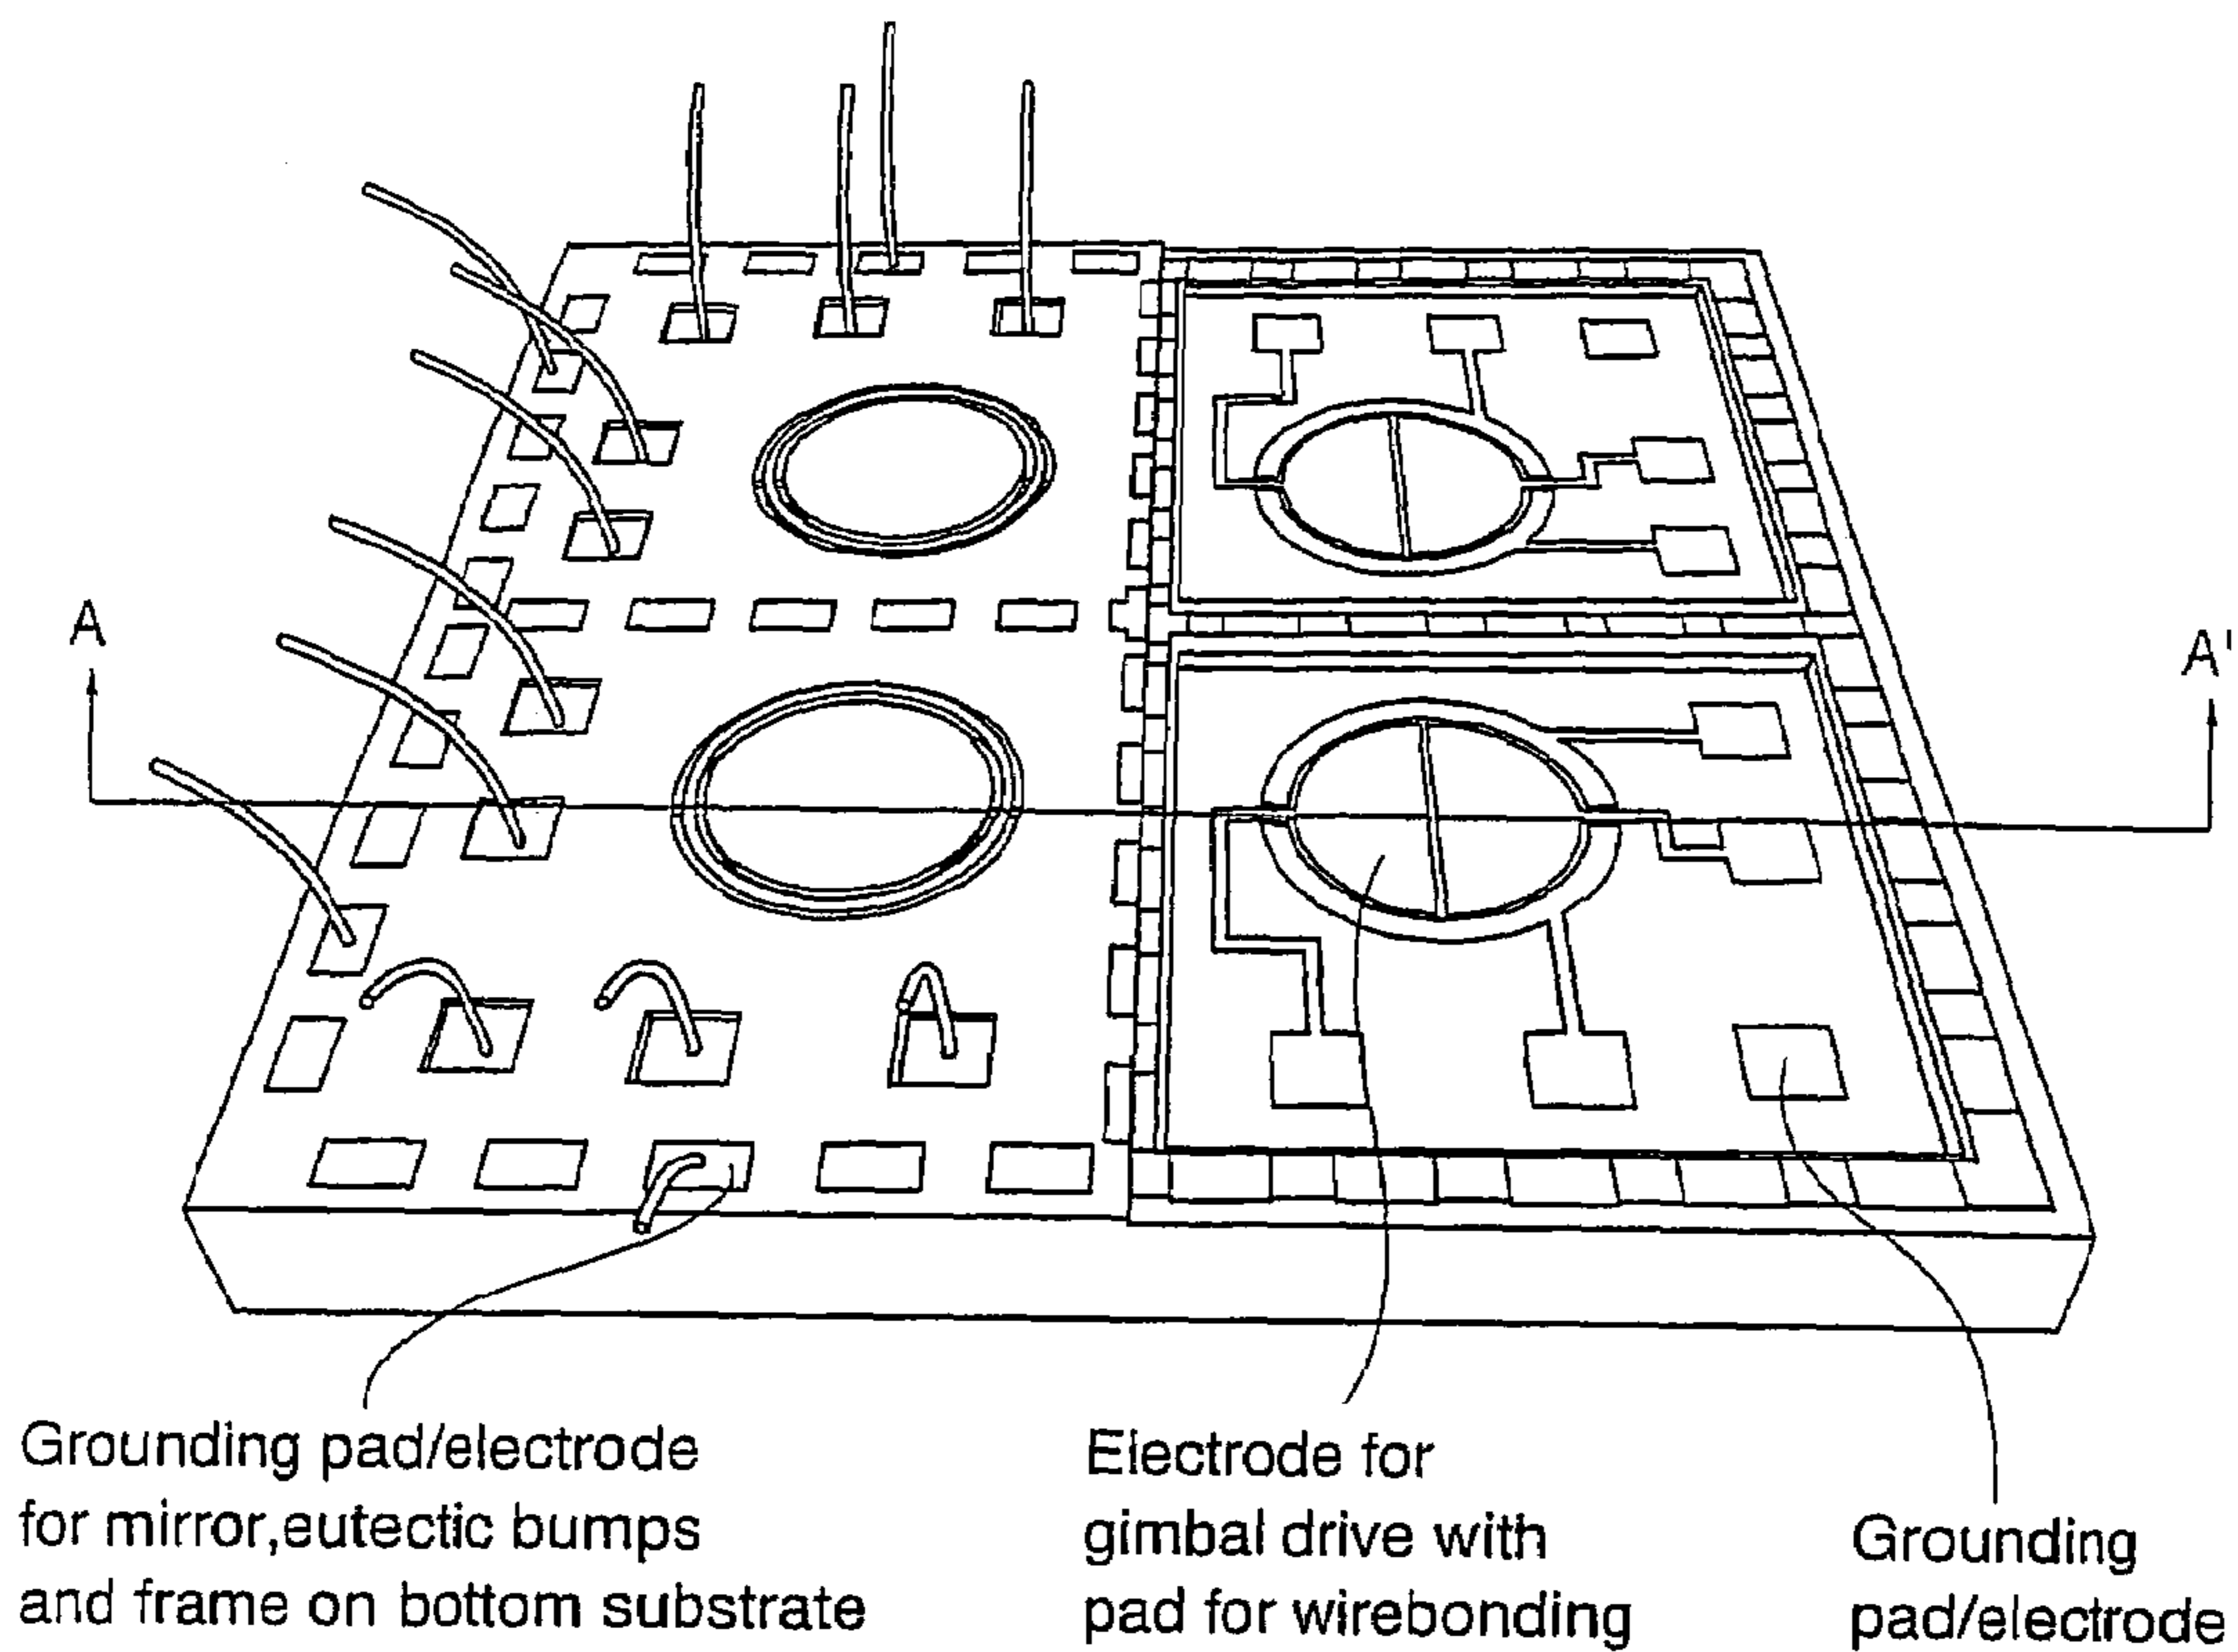 A
A'
Grounding pad/electrode
for mirror,eutectic bumps
and frame on bottom substrate
Electrode for
gimbal drive with
pad for wirebonding
Grounding
pad/electrode